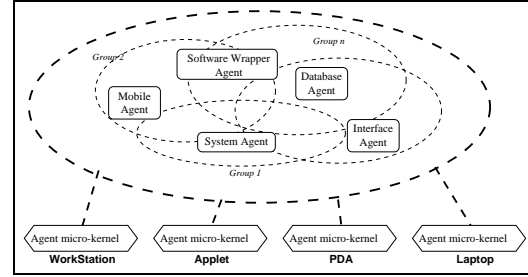 Group n
Group 2
Software Wrapper
Agent
Database
Agent
Mobile
Agent
Interface
Agent
System Agent
Group 1
Agent micro-kernel
Agent micro-kernel
Agent micro-kernel
Agent micro-kernel
WorkStation
Applet
PDA
Laptop